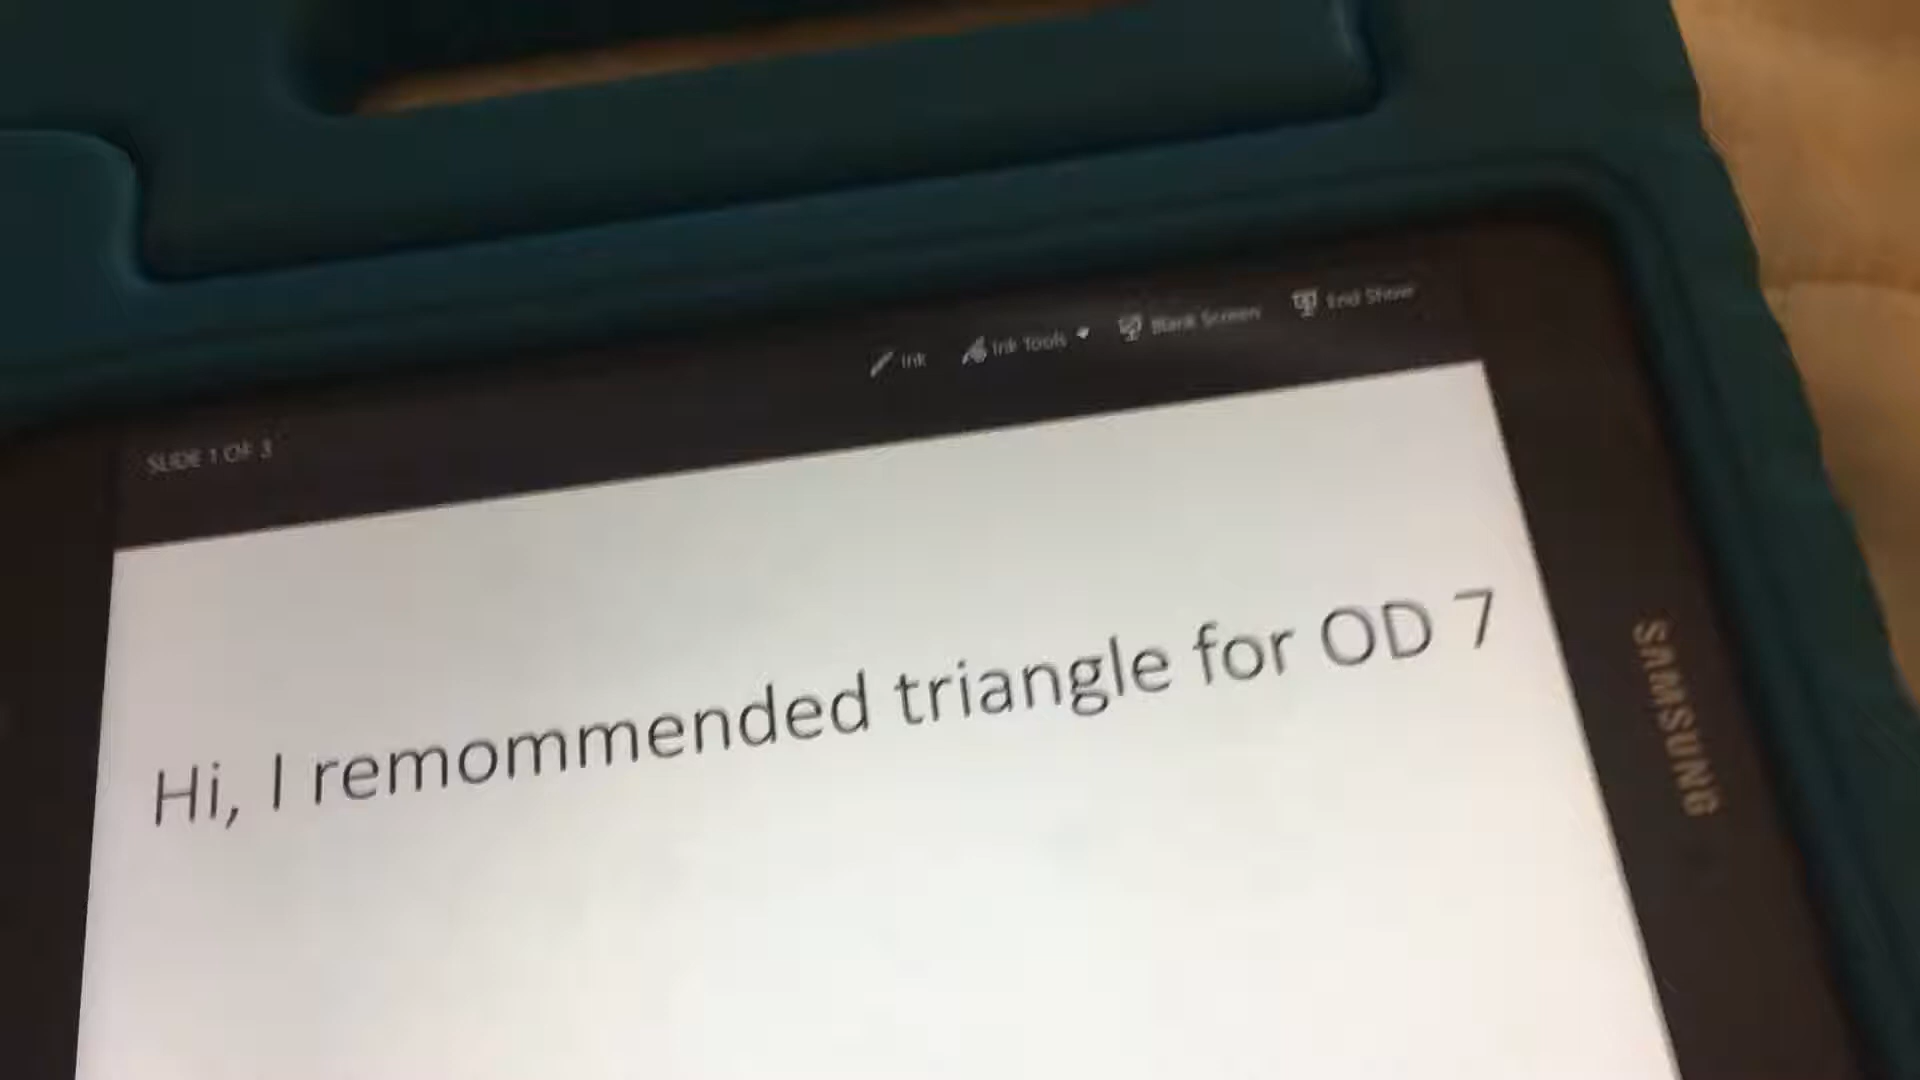 Ink Ink Tools Blank Screen End Show
SLIDE 1 OF 3
Hi, I remommended triangle for OD 7
SAMSUNG